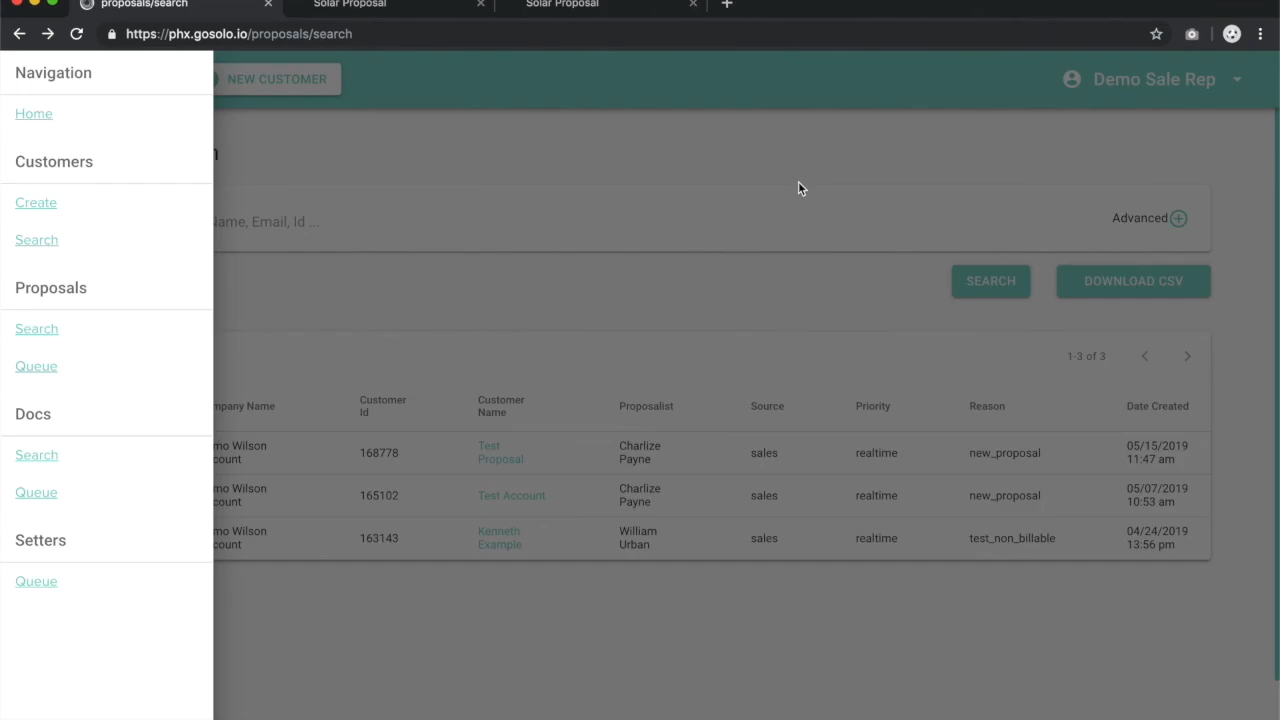 proposals/search
Solar Proposal
Solar Proposal
https://phx.gosolo.io/proposals/search
Navigation
Home
Customers
Create
Search
Proposals
Search
Queue
Docs
Search
Queue
Setters
Queue
NEW CUSTOMER
Demo Sale Rep
Name, Email, Id ...
Advanced
SEARCH
DOWNLOAD CSV
1-3 of 3
mpany Name
Customer
Id
Customer
Name
Proposalist
Source
Priority
Reason
Date Created
mo Wilson
count
168778
Test
Proposal
Charlize
Payne
sales
realtime
new_proposal
05/15/2019
11:47 am
mo Wilson
count
165102
Test Account
Charlize
Payne
sales
realtime
new_proposal
05/07/2019
10:53 am
mo Wilson
count
163143
Kenneth
Example
William
Urban
sales
realtime
test_non_billable
04/24/2019
13:56 pm